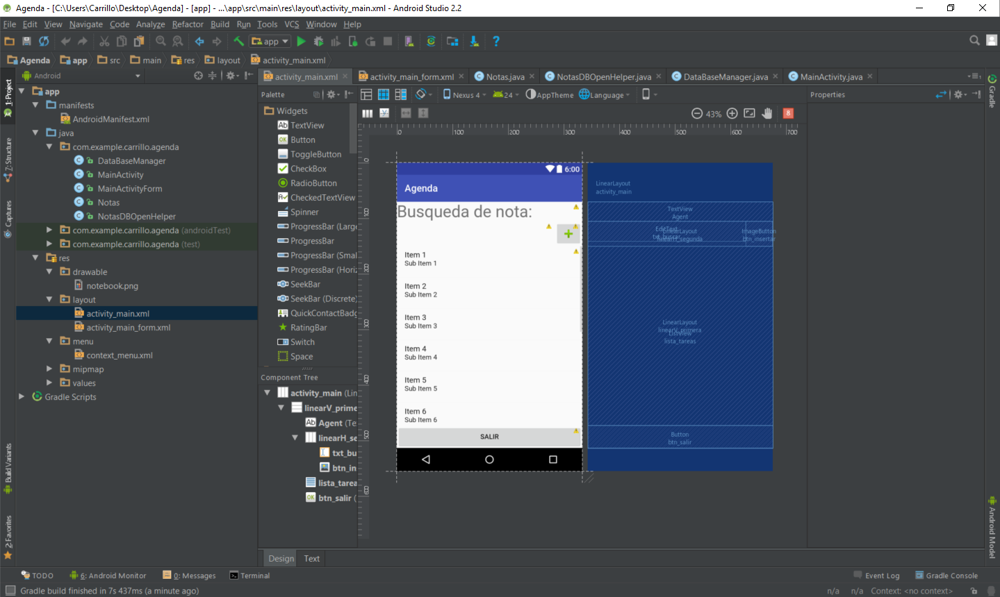 Agenda - [C:\Users\Carrillo\Desktop\Agenda] - [app] - ...\app\src\main\res\layout\activity_main.xml - Android Studio 2.2
File Edit View Navigate Code Analyze Refactor Build Run Tools VCS Window Help
app
Agenda app src main res layout activity_main.xml
Android
activity_main.xml activity_main_form.xml Notas.java NotasDBOpenHelper.java DataBaseManager.java MainActivity.java
1: Project
Z: Structure
Captures
Build Variants
2: Favorites
app
manifests
AndroidManifest.xml
java
com.example.carrillo.agenda
DataBaseManager
MainActivity
MainActivityForm
Notas
NotasDBOpenHelper
com.example.carrillo.agenda (androidTest)
com.example.carrillo.agenda (test)
res
drawable
notebook.png
layout
activity_main.xml
activity_main_form.xml
menu
context_menu.xml
mipmap
values
Gradle Scripts
Palette
Widgets
TextView
Button
ToggleButton
CheckBox
RadioButton
CheckedTextView
Spinner
ProgressBar (Large
ProgressBar
ProgressBar (Smal
ProgressBar (Horiz
SeekBar
SeekBar (Discrete)
QuickContactBadg
RatingBar
Switch
Space
Component Tree
activity_main (Lin
linearV_prime
Agent (Te
linearH_se
txt_bu
btn_in
lista_tarea
btn_salir (
Nexus 4 24 AppTheme Language
43% 8
0 100 200 300 400 500 600 700
0
100
200
300
400
500
600
6:00
Agenda
Busqueda de nota:
Item 1
Sub Item 1
Item 2
Sub Item 2
Item 3
Sub Item 3
Item 4
Sub Item 4
Item 5
Sub Item 5
Item 6
Sub Item 6
SALIR
LinearLayout
activity_main
TestView
Agent
EditText
txt_buscar
LinearLayout
linearH_segunda
ImageButton
btn_insertar
LinearLayout
linearV_primera
ListView
lista_tareas
Button
btn_salir
Properties
Gradle
Android Model
Design Text
TODO 6: Android Monitor 0: Messages Terminal Event Log Gradle Console
Gradle build finished in 7s 437ms (a minute ago) n/a n/a Context: <no context>